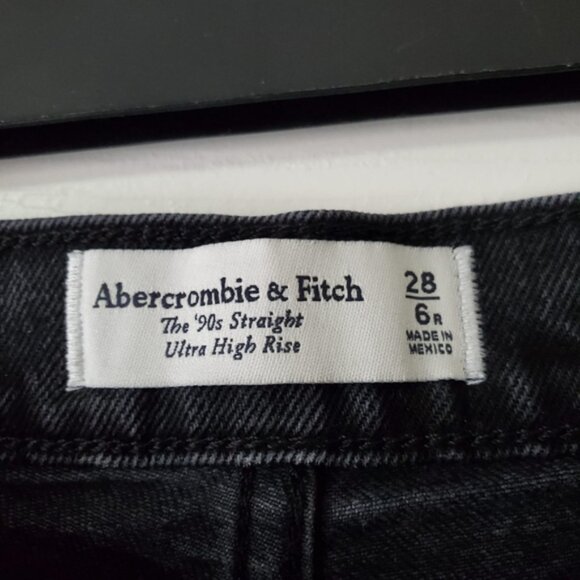 Abercrombie & Fitch
The '90s Straight
Ultra High Rise
28
6R
MADE IN
MEXICO